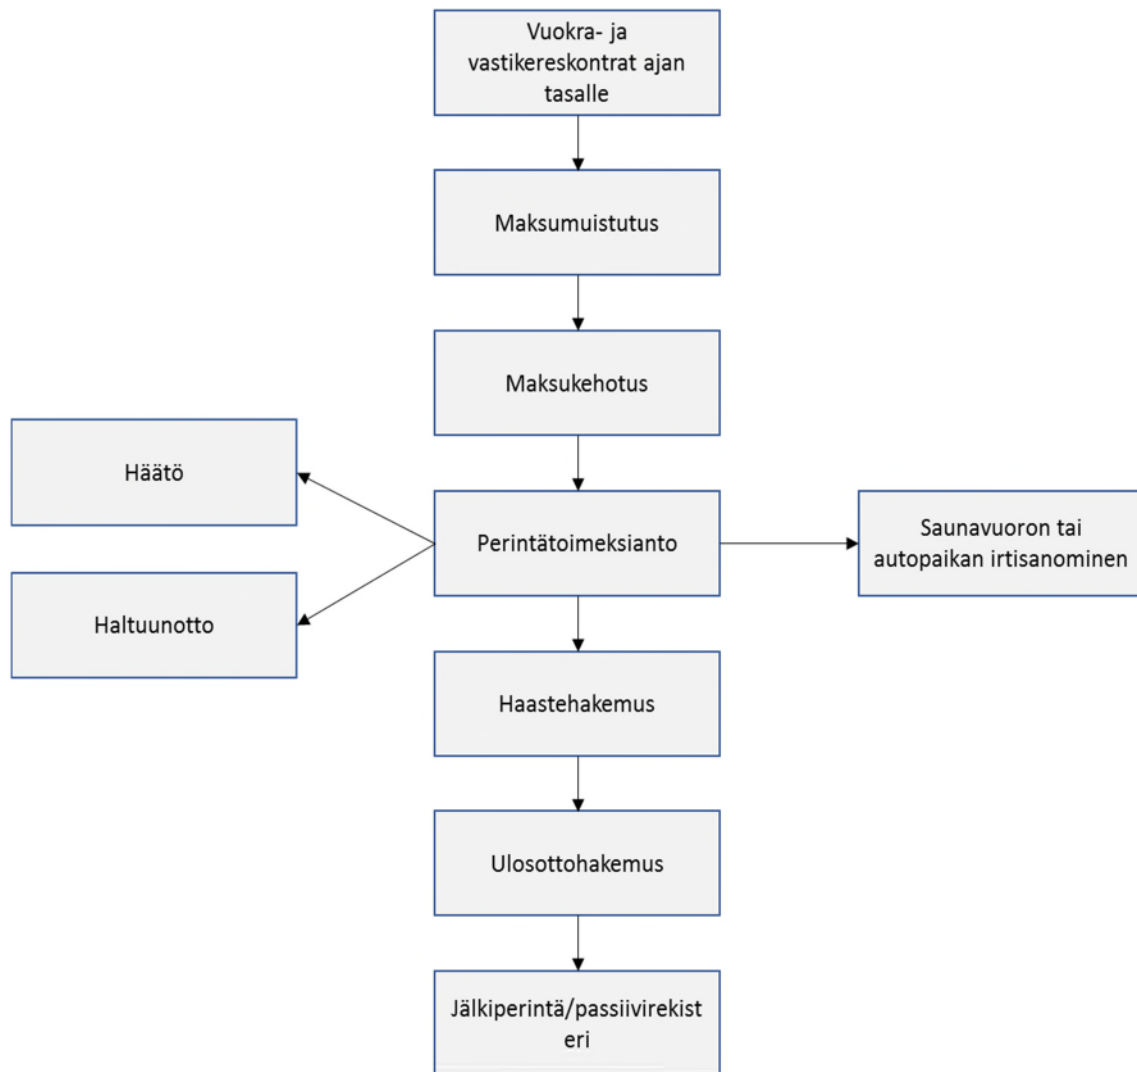 Vuokra- ja
vastikereskontrat ajan
tasalle
Maksumuistutus
Maksukehotus
Häätö
Haltuunotto
Perintätoimeksianto
Saunavuoron tai
autopaikan irtisanominen
Haastehakemus
Ulosottohakemus
Jälkiperintä/passiivirekist
eri